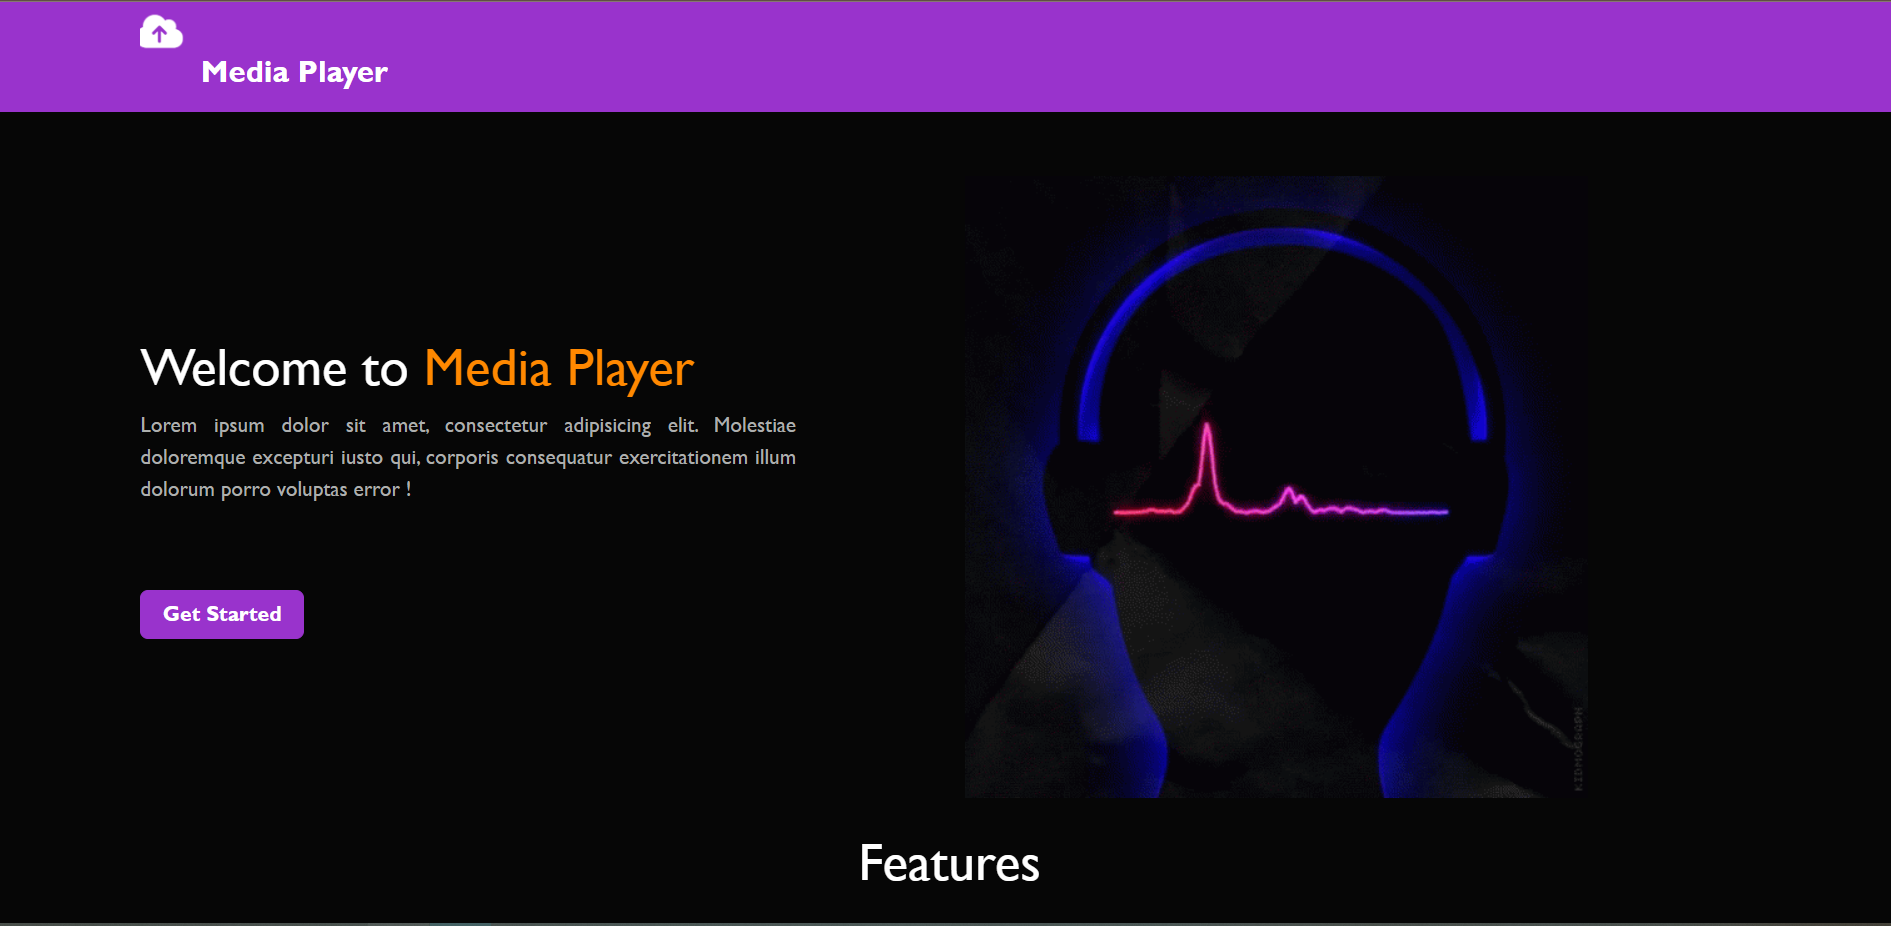 Media Player
Welcome to Media Player
Lorem ipsum dolor sit amet, consectetur adipisicing elit. Molestiae
doloremque excepturi iusto qui, corporis consequatur exercitationem illum
dolorum porro voluptas error !
Get Started
KIDMOGRAPH
Features